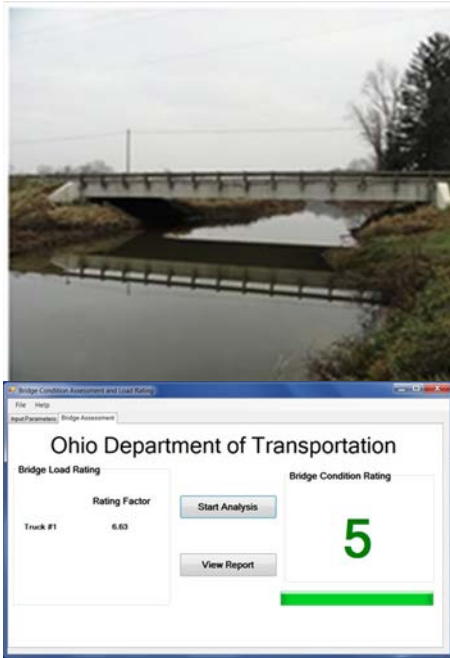 Bridge Condition Assessment and Load Rating
File Help
Input Parameters Bridge Assessment
Ohio Department of Transportation
Bridge Load Rating
Bridge Condition Rating
Rating Factor
Start Analysis
Truck #1 6.63
5
View Report